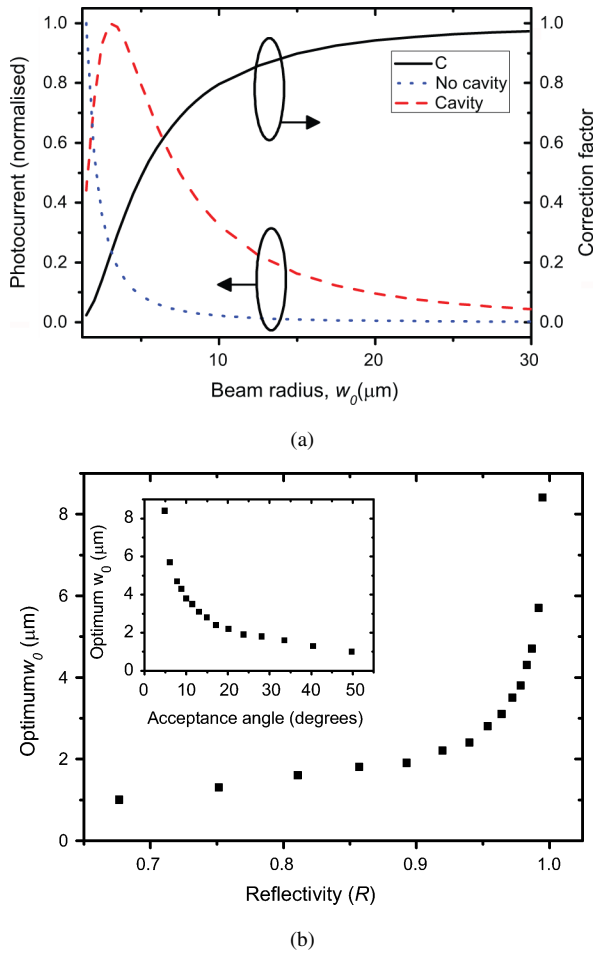 Photocurrent (normalised)
1.0
0.8
0.6
0.4
0.2
0.0
C
No cavity
Cavity
1.0
0.8
0.6
0.4
0.2
0.0
Correction factor
10
20
30
Beam radius, w0(µm)
(a)
Optimumw0 (µm)
8
6
4
2
0
Optimum w0 (µm)
8
6
4
2
0
0 10 20 30 40 50
Acceptance angle (degrees)
0.7 0.8 0.9 1.0
Reflectivity (R)
(b)